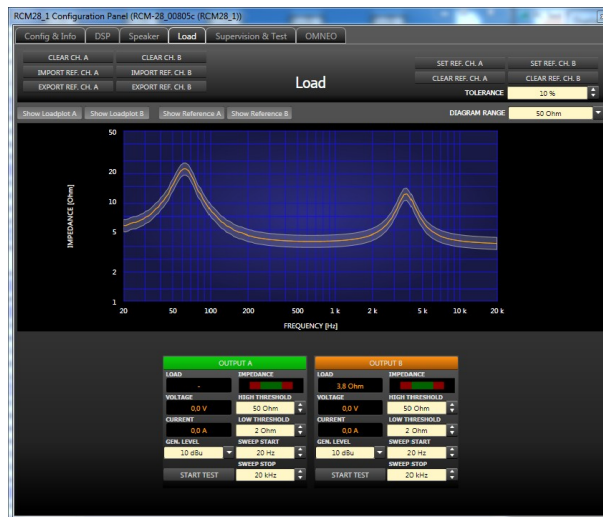 RCM28_1 Configuration Panel (RCM-28_00805c (RCM28_1))
Config & Info DSP Speaker Load Supervision & Test OMNEO
CLEAR CH. A CLEAR CH. B
IMPORT REF. CH. A IMPORT REF. CH. B
EXPORT REF. CH. A EXPORT REF. CH. B
Load
SET REF. CH. A SET REF. CH. B
CLEAR REF. CH. A CLEAR REF. CH. B
TOLERANCE 10 %
Show Loadplot A Show Loadplot B Show Reference A Show Reference B
DIAGRAM RANGE 50 Ohm
50
20
10
5
2
1
IMPEDANCE [Ohm]
20 50 100 200 500 1 k 2 k 5 k 10 k 20 k
FREQUENCY [Hz]
OUTPUT A
LOAD IMPEDANCE
-
VOLTAGE HIGH THRESHOLD
0,0 V 50 Ohm
CURRENT LOW THRESHOLD
0,0 A 2 Ohm
GEN. LEVEL SWEEP START
10 dBu 20 Hz
SWEEP STOP
START TEST 20 kHz
OUTPUT B
LOAD IMPEDANCE
3,8 Ohm
VOLTAGE HIGH THRESHOLD
0,0 V 50 Ohm
CURRENT LOW THRESHOLD
0,0 A 2 Ohm
GEN. LEVEL SWEEP START
10 dBu 20 Hz
SWEEP STOP
START TEST 20 kHz